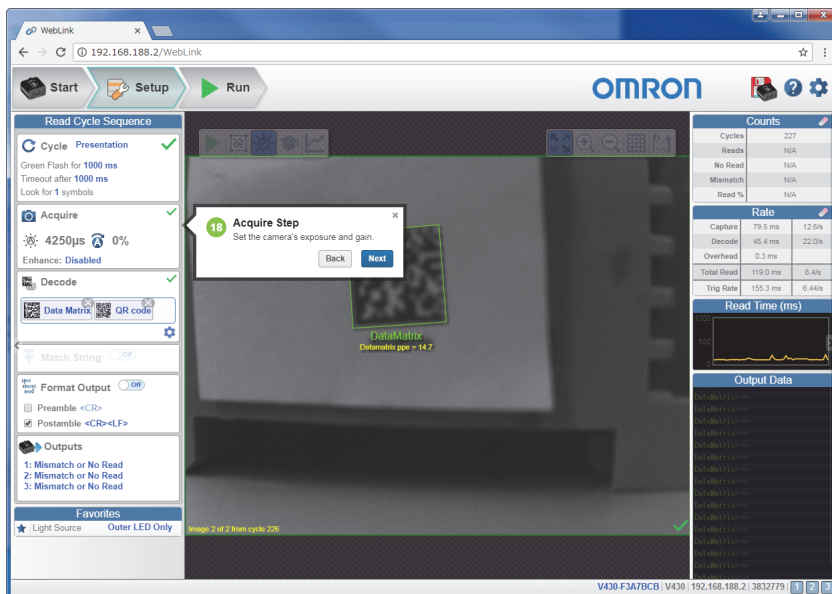 WebLink
192.168.188.2/WebLink
Start
Setup
Run
OMRON
Read Cycle Sequence
Cycle Presentation
Green Flash for 1000 ms
Timeout after 1000 ms
Look for 1 symbols
Acquire
4250µs 0%
Enhance: Disabled
Decode
Data Matrix QR code
Match String Off
Format Output Off
Preamble <CR>
Postamble <CR><LF>
Outputs
1: Mismatch or No Read
2: Mismatch or No Read
3: Mismatch or No Read
Favorites
Light Source Outer LED Only
18 Acquire Step
Set the camera's exposure and gain.
Back Next
DataMatrix
Datamatrix ppe = 14.7
Image 2 of 2 from cycle 226
Counts
Cycles 227
Reads N/A
No Read N/A
Mismatch N/A
Read % N/A
Rate
Capture 79.5 ms 12.6/s
Decode 45.4 ms 22.0/s
Overhead 0.3 ms
Total Read 119.0 ms 8.4/s
Trig Rate 155.3 ms 6.44/s
Read Time (ms)
1000
500
0
Output Data
V430-F3A7BCB | V430 | 192.168.188.2 | 3832779 | 1 2 3